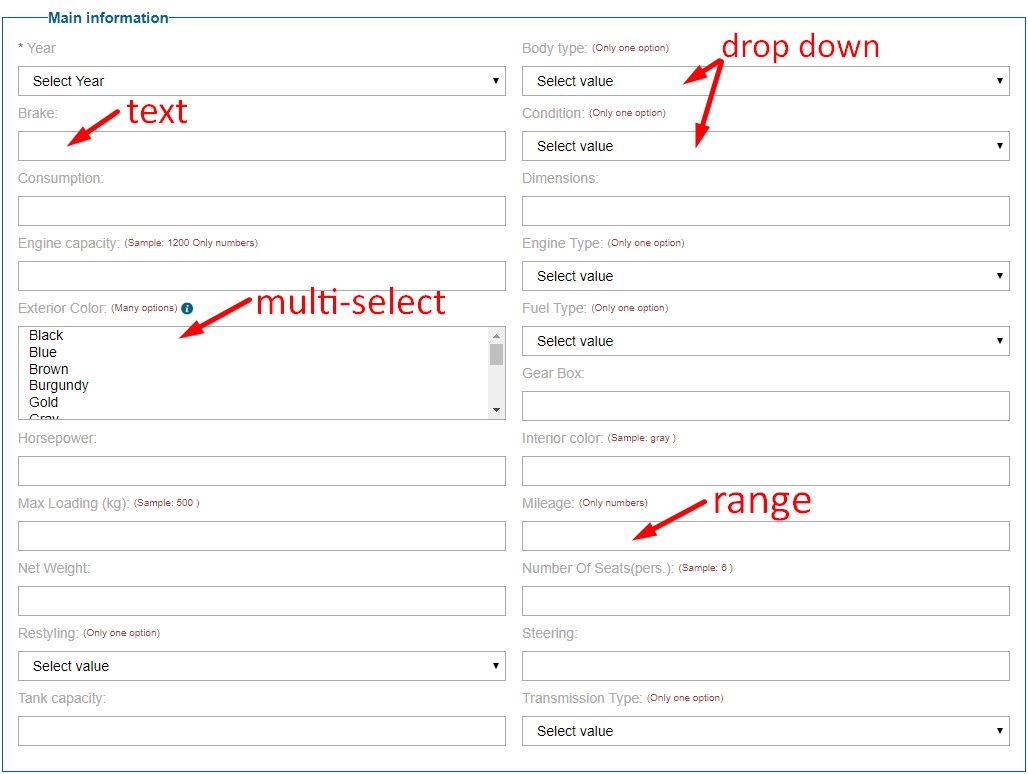 Main information
* Year
Body type: (Only one option)
drop down
Select Year
Select value
Brake:
text
Condition: (Only one option)
Select value
Consumption:
Dimensions:
Engine capacity: (Sample: 1200 Only numbers)
Engine Type: (Only one option)
Select value
Exterior Color: (Many options) i
multi-select
Fuel Type: (Only one option)
Black
Blue
Brown
Burgundy
Gold
Gray
Select value
Gear Box:
Horsepower:
Interior color: (Sample: gray )
Max Loading (kg): (Sample: 500 )
Mileage: (Only numbers)
range
Net Weight:
Number Of Seats(pers.): (Sample: 6 )
Restyling: (Only one option)
Steering:
Select value
Tank capacity:
Transmission Type: (Only one option)
Select value